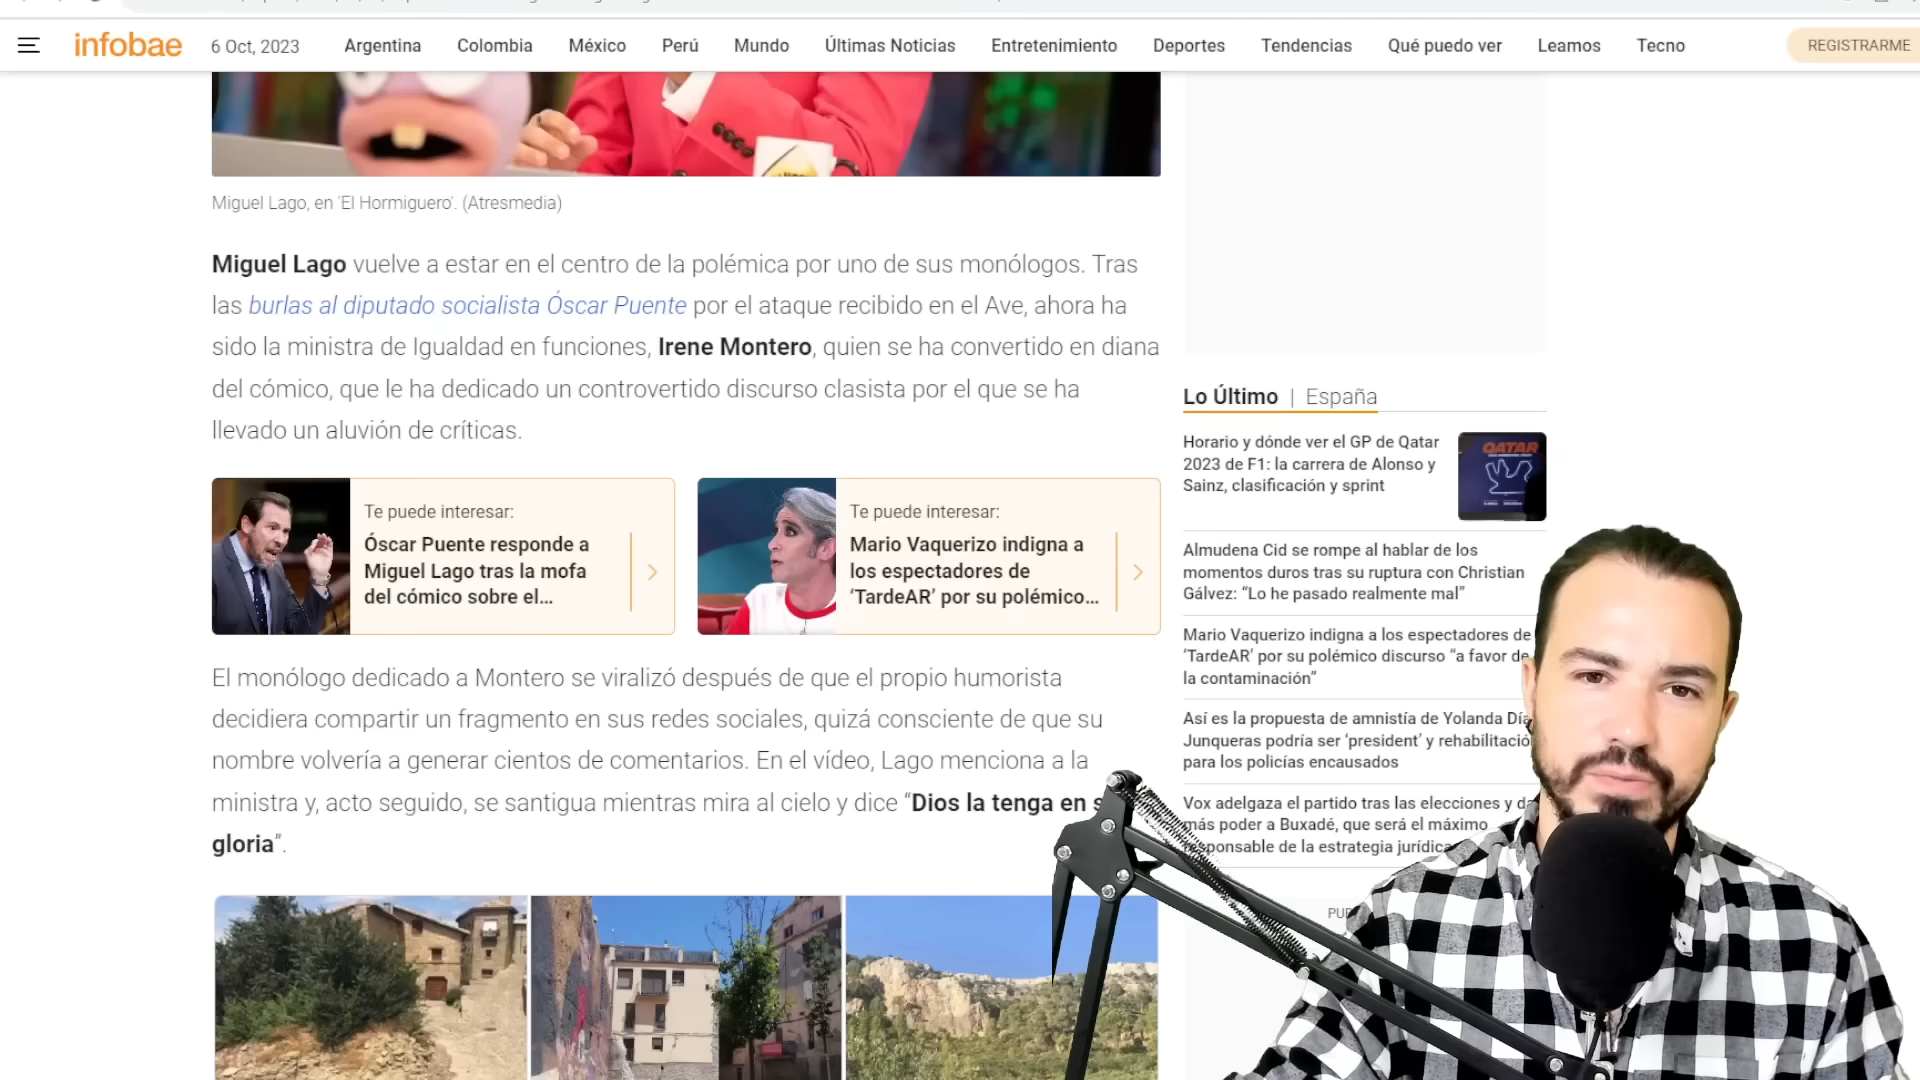 infobae
6 Oct, 2023
Argentina
Colombia
México
Perú
Mundo
Últimas Noticias
Entretenimiento
Deportes
Tendencias
Qué puedo ver
Leamos
Tecno
REGISTRARME
Miguel Lago, en 'El Hormiguero'. (Atresmedia)
Miguel Lago vuelve a estar en el centro de la polémica por uno de sus monólogos. Tras
las burlas al diputado socialista Óscar Puente por el ataque recibido en el Ave, ahora ha
sido la ministra de Igualdad en funciones, Irene Montero, quien se ha convertido en diana
del cómico, que le ha dedicado un controvertido discurso clasista por el que se ha
llevado un aluvión de críticas.
Te puede interesar:
Óscar Puente responde a
Miguel Lago tras la mofa
del cómico sobre el...
Te puede interesar:
Mario Vaquerizo indigna a
los espectadores de
‘TardeAR’ por su polémico...
El monólogo dedicado a Montero se viralizó después de que el propio humorista
decidiera compartir un fragmento en sus redes sociales, quizá consciente de que su
nombre volvería a generar cientos de comentarios. En el vídeo, Lago menciona a la
ministra y, acto seguido, se santigua mientras mira al cielo y dice “Dios la tenga en s
gloria”.
Lo Último | España
Horario y dónde ver el GP de Qatar
2023 de F1: la carrera de Alonso y
Sainz, clasificación y sprint
QATAR
Almudena Cid se rompe al hablar de los
momentos duros tras su ruptura con Christian
Gálvez: “Lo he pasado realmente mal”
Mario Vaquerizo indigna a los espectadores de
‘TardeAR’ por su polémico discurso “a favor de
la contaminación”
Así es la propuesta de amnistía de Yolanda Día
Junqueras podría ser ‘president’ y rehabilitació
para los policías encausados
Vox adelgaza el partido tras las elecciones y da
más poder a Buxadé, que será el máximo
responsable de la estrategia jurídica
PUB